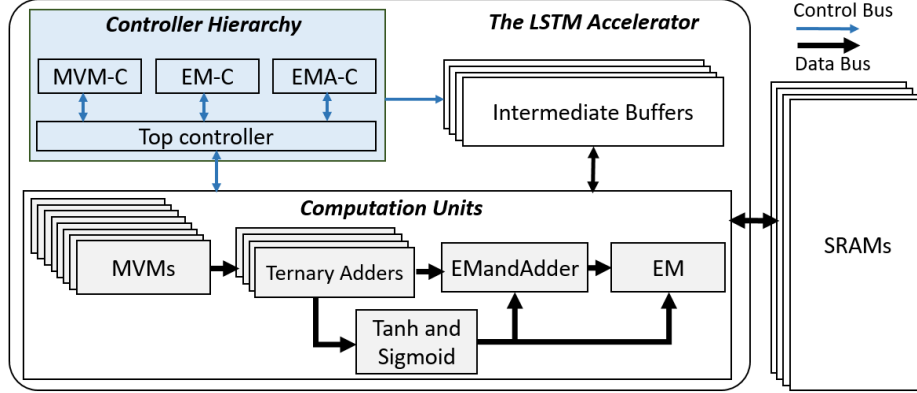 Controller Hierarchy
The LSTM Accelerator
Control Bus
Data Bus
MVM-C
EM-C
EMA-C
Top controller
Intermediate Buffers
Computation Units
MVMs
Ternary Adders
EMandAdder
EM
Tanh and
Sigmoid
SRAMs